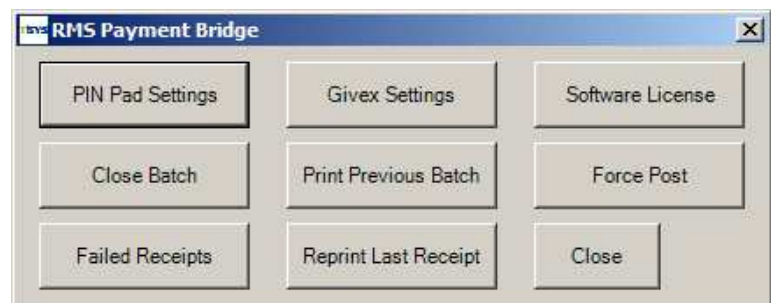 RMS Payment Bridge
PIN Pad Settings Givex Settings Software License
Close Batch Print Previous Batch Force Post
Failed Receipts Reprint Last Receipt Close